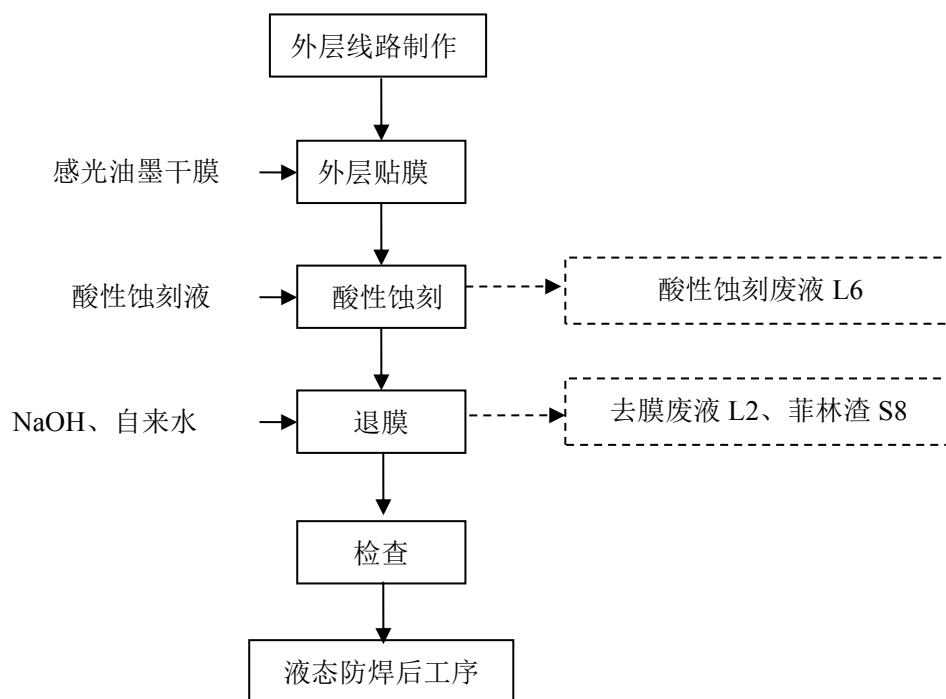 外层线路制作
感光油墨干膜
外层贴膜
酸性蚀刻液
酸性蚀刻
酸性蚀刻废液 L6
NaOH、自来水
退膜
去膜废液 L2、菲林渣 S8
检查
液态防焊后工序